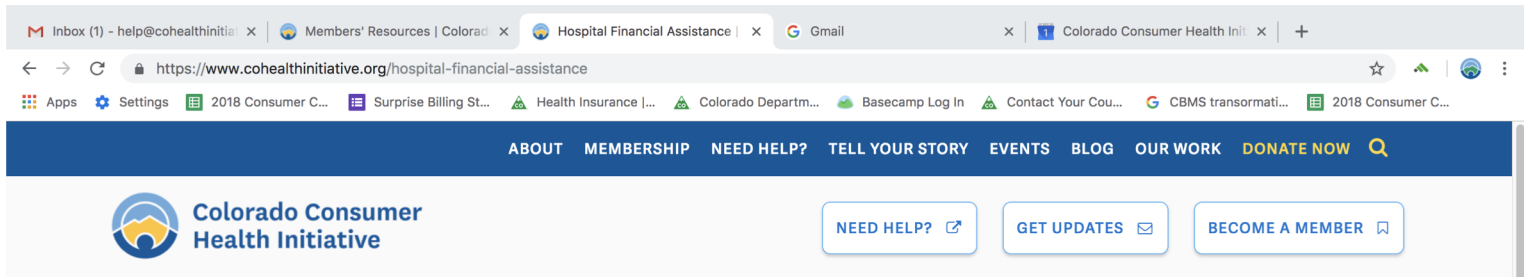 Inbox (1) - help@cohealthinitia
Members' Resources | Colorad
Hospital Financial Assistance |
Gmail
Colorado Consumer Health Init
https://www.cohealthinitiative.org/hospital-financial-assistance
Apps
Settings
2018 Consumer C...
Surprise Billing St...
Health Insurance |...
Colorado Departm...
Basecamp Log In
Contact Your Cou...
CBMS transormati...
2018 Consumer C...
ABOUT
MEMBERSHIP
NEED HELP?
TELL YOUR STORY
EVENTS
BLOG
OUR WORK
DONATE NOW
Colorado Consumer
Health Initiative
NEED HELP?
GET UPDATES
BECOME A MEMBER